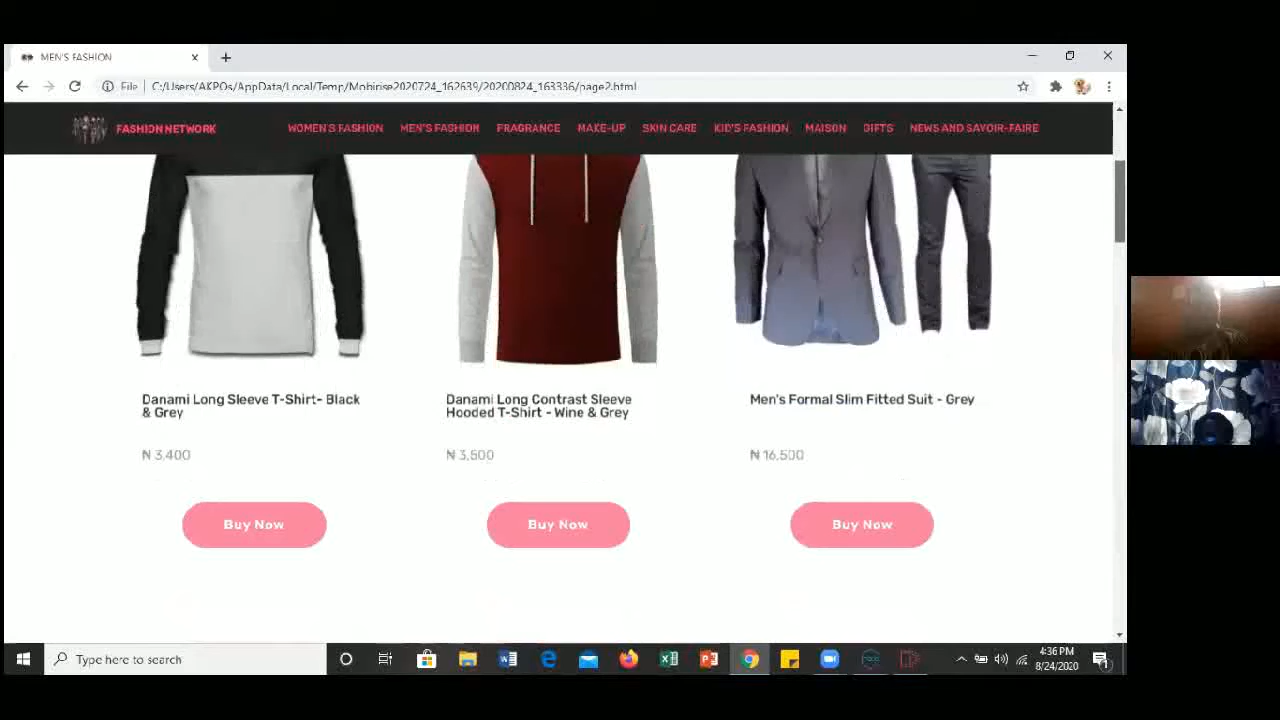 MEN'S FASHION
File
C:/Users/AKPOs/AppData/Local/Temp/Mobirise2020724_162639/20200824_163336/page2.html
FASHION NETWORK
WOMEN'S FASHION MEN'S FASHION FRAGRANCE MAKE-UP SKIN CARE KID'S FASHION MAISON GIFTS NEWS AND SAVOIR-FAIRE
Danami Long Sleeve T-Shirt- Black
& Grey
₦ 3,400
Buy Now
Danami Long Contrast Sleeve
Hooded T-Shirt - Wine & Grey
₦ 3,500
Buy Now
Men's Formal Slim Fitted Suit - Grey
₦ 16,500
Buy Now
Type here to search
4:36 PM
8/24/2020